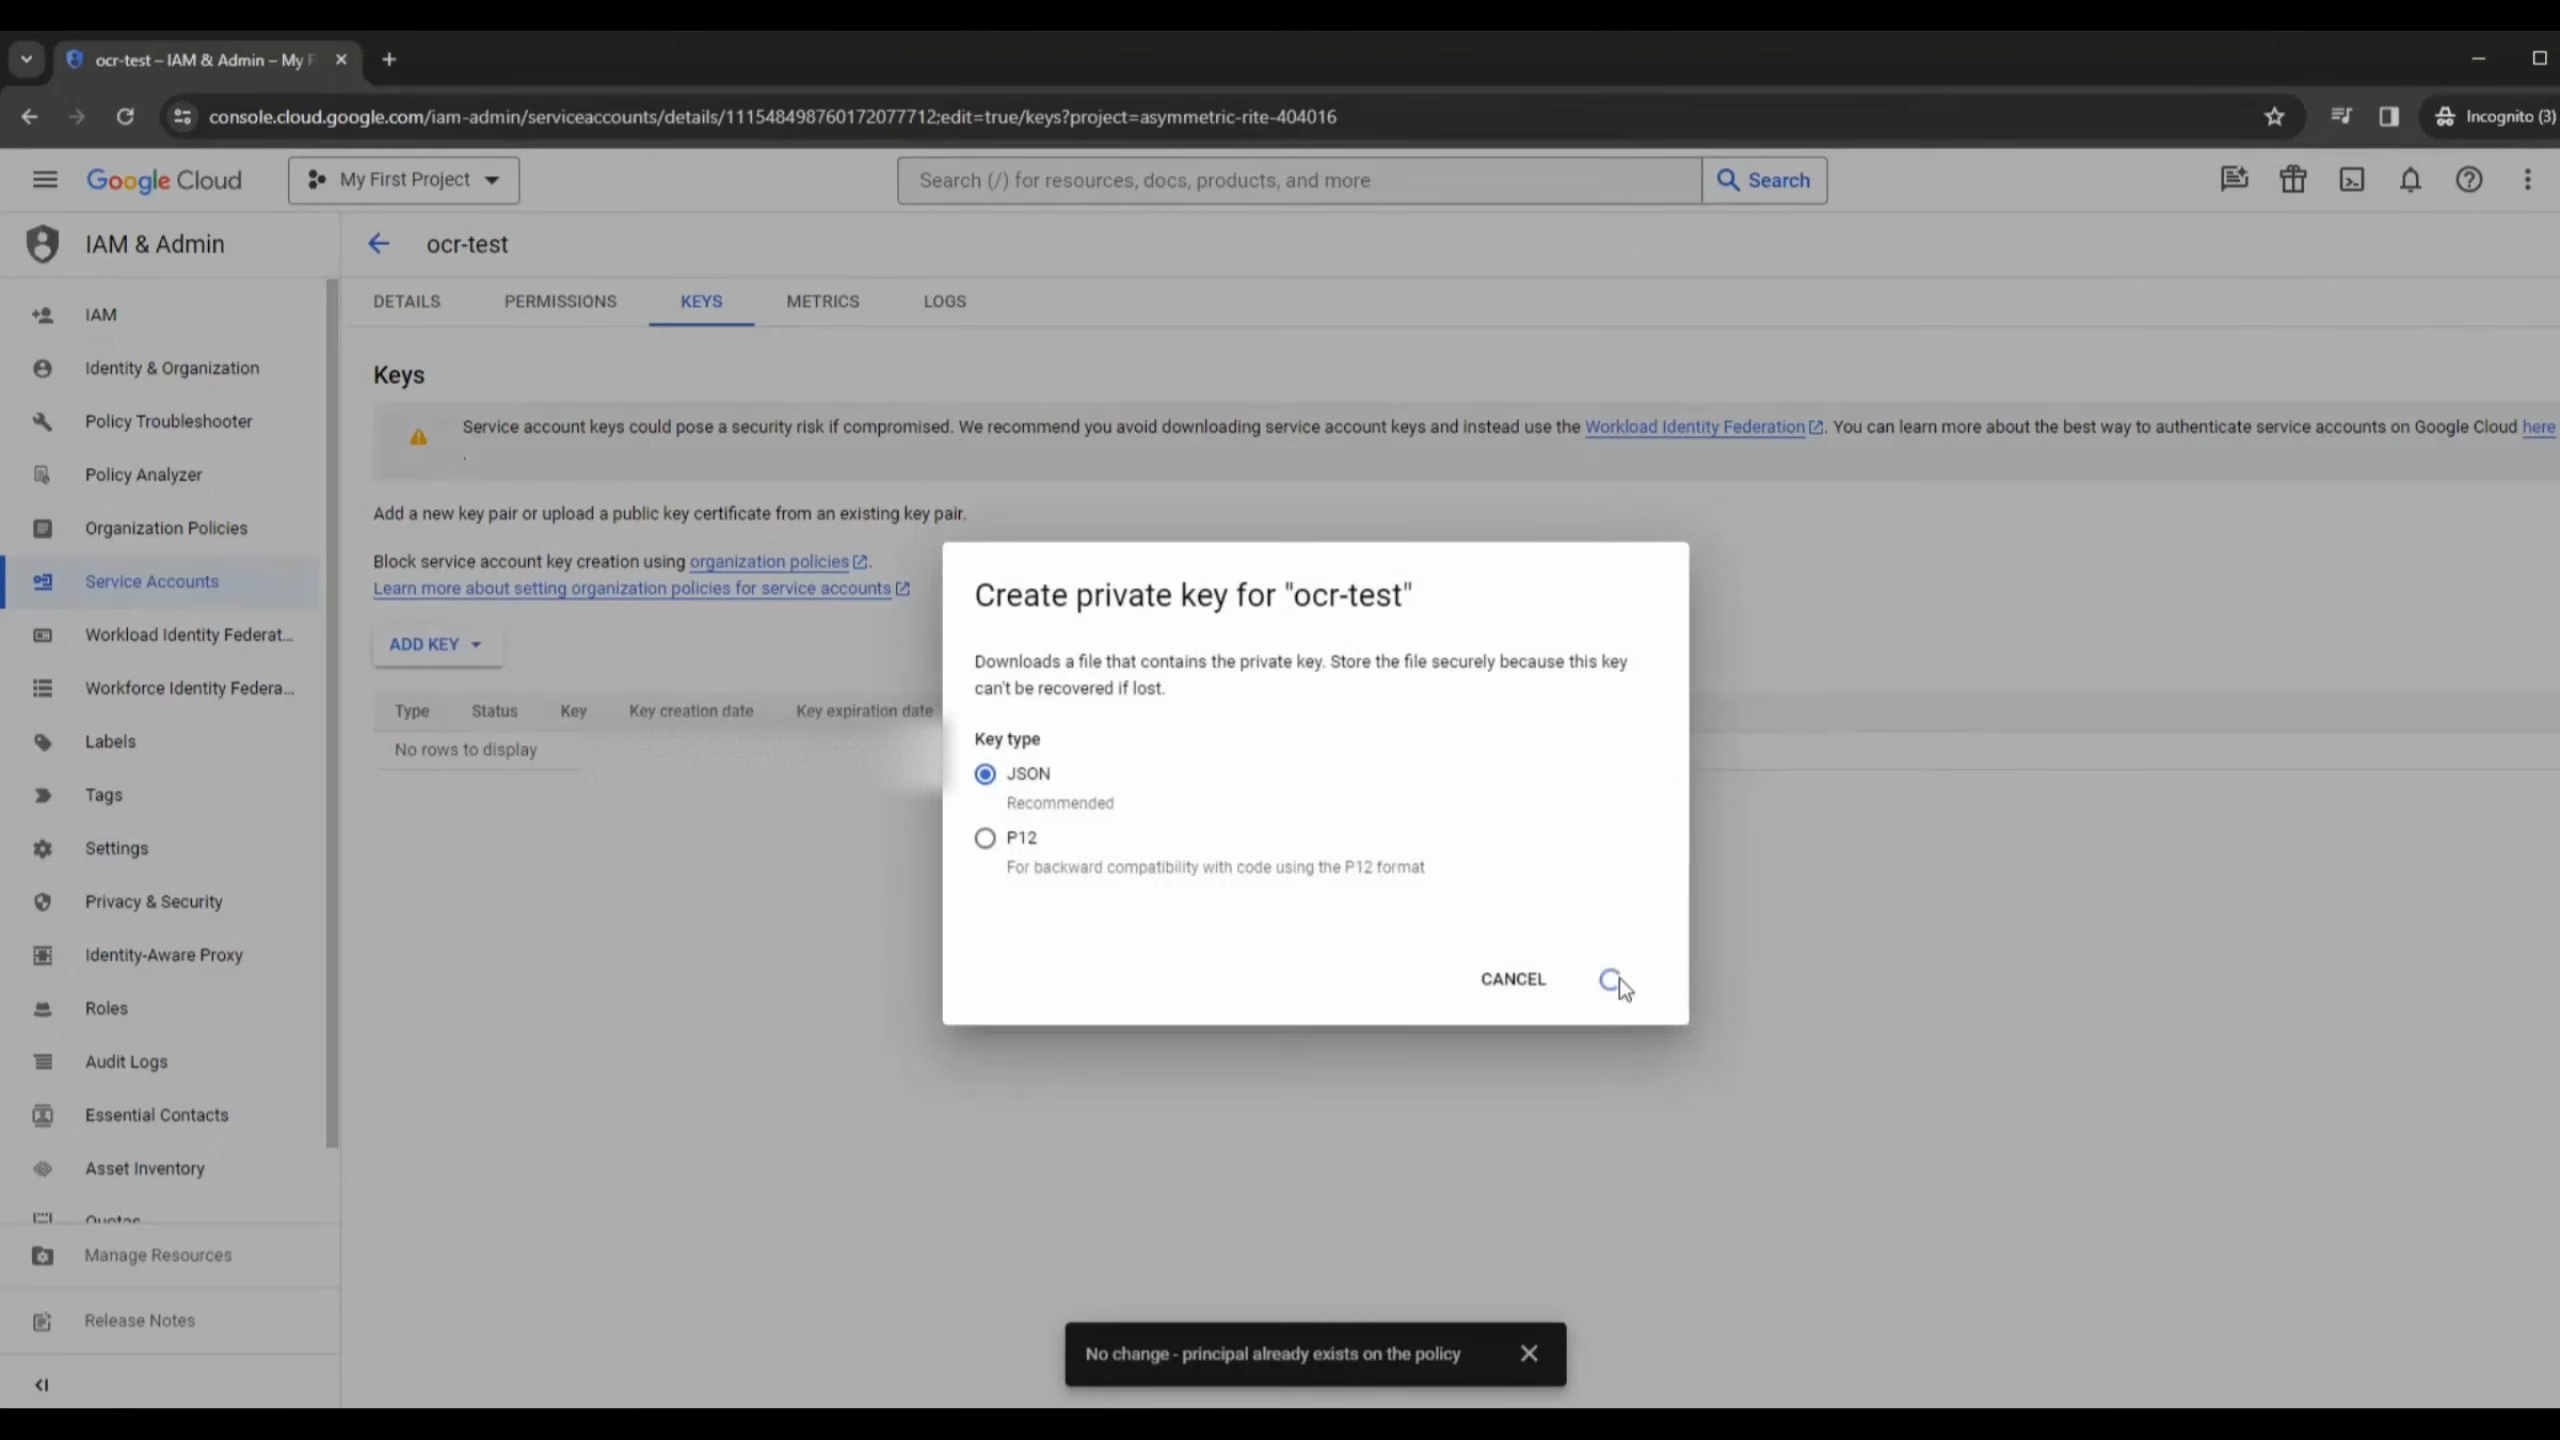 ocr-test – IAM & Admin – My F
console.cloud.google.com/iam-admin/serviceaccounts/details/111548498760172077712;edit=true/keys?project=asymmetric-rite-404016
Incognito (3)
Google Cloud
My First Project
Search (/) for resources, docs, products, and more
Search
IAM & Admin
ocr-test
DETAILS
PERMISSIONS
KEYS
METRICS
LOGS
IAM
Identity & Organization
Policy Troubleshooter
Policy Analyzer
Organization Policies
Service Accounts
Workload Identity Federat...
Workforce Identity Federa...
Labels
Tags
Settings
Privacy & Security
Identity-Aware Proxy
Roles
Audit Logs
Essential Contacts
Asset Inventory
Quotas
Manage Resources
Release Notes
Keys
Service account keys could pose a security risk if compromised. We recommend you avoid downloading service account keys and instead use the Workload Identity Federation. You can learn more about the best way to authenticate service accounts on Google Cloud here
.
Add a new key pair or upload a public key certificate from an existing key pair.
Block service account key creation using organization policies.
Learn more about setting organization policies for service accounts
ADD KEY
Type Status Key Key creation date Key expiration date
No rows to display
Create private key for "ocr-test"
Downloads a file that contains the private key. Store the file securely because this key
can't be recovered if lost.
Key type
JSON
Recommended
P12
For backward compatibility with code using the P12 format
CANCEL
No change - principal already exists on the policy